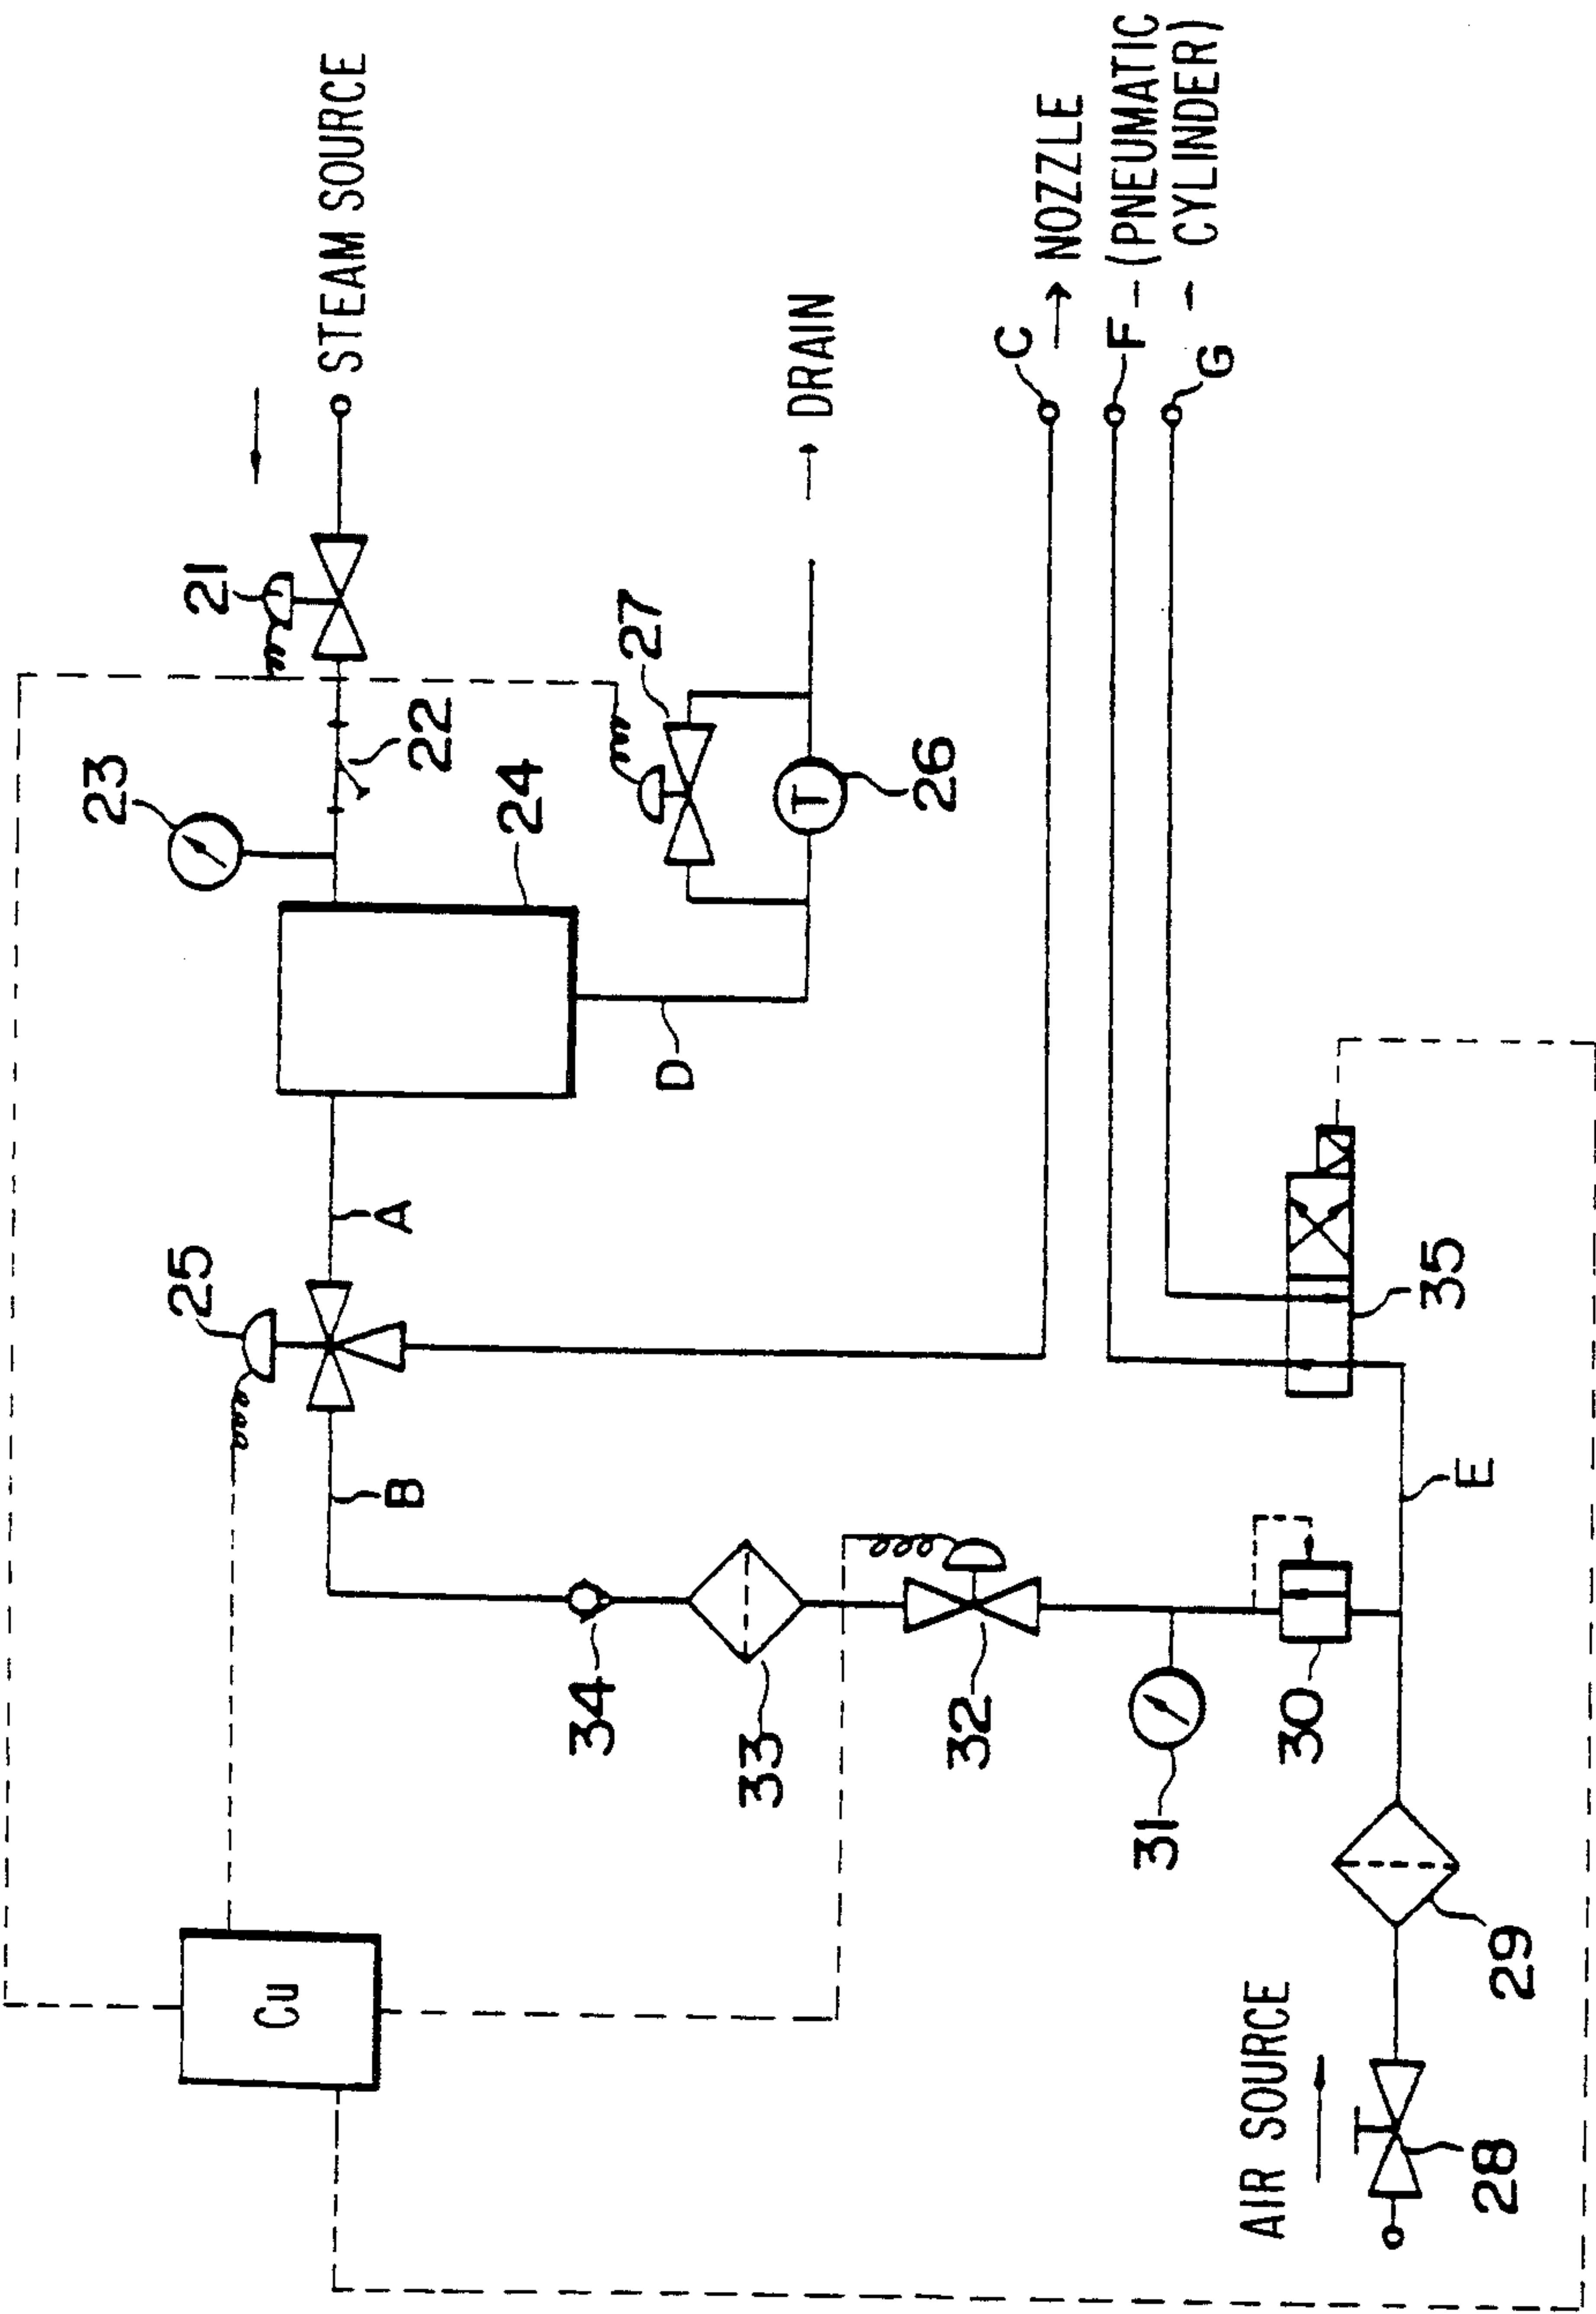 STEAM SOURCE
21
22
23
24
25
A
B
D
27
26
T
DRAIN
C
NOZZLE
F
(PNEUMATIC
G
CYLINDER)
Cu
34
33
32
31
30
35
E
AIR SOURCE
28
29